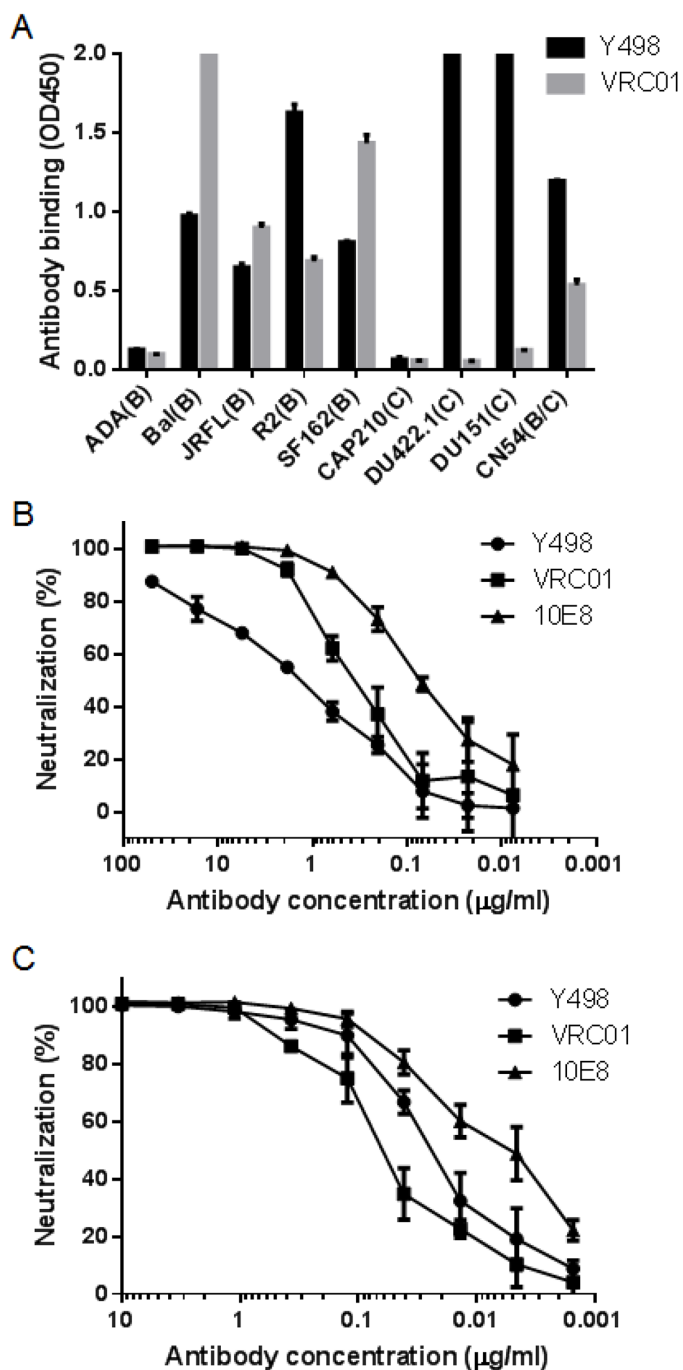 A
Y498
VRC01
Antibody binding (OD450)
2.0
1.5
1.0
0.5
0.0
ADA(B)
Bal(B)
JRFL(B)
R2(B)
SF162(B)
CAP210(C)
DU422.1(C)
DU151(C)
CN54(B/C)
B
Y498
VRC01
10E8
Neutralization (%)
100
80
60
40
20
0
100
10
1
0.1
0.01
0.001
Antibody concentration (μg/ml)
C
Y498
VRC01
10E8
Neutralization (%)
100
80
60
40
20
0
10
1
0.1
0.01
0.001
Antibody concentration (μg/ml)